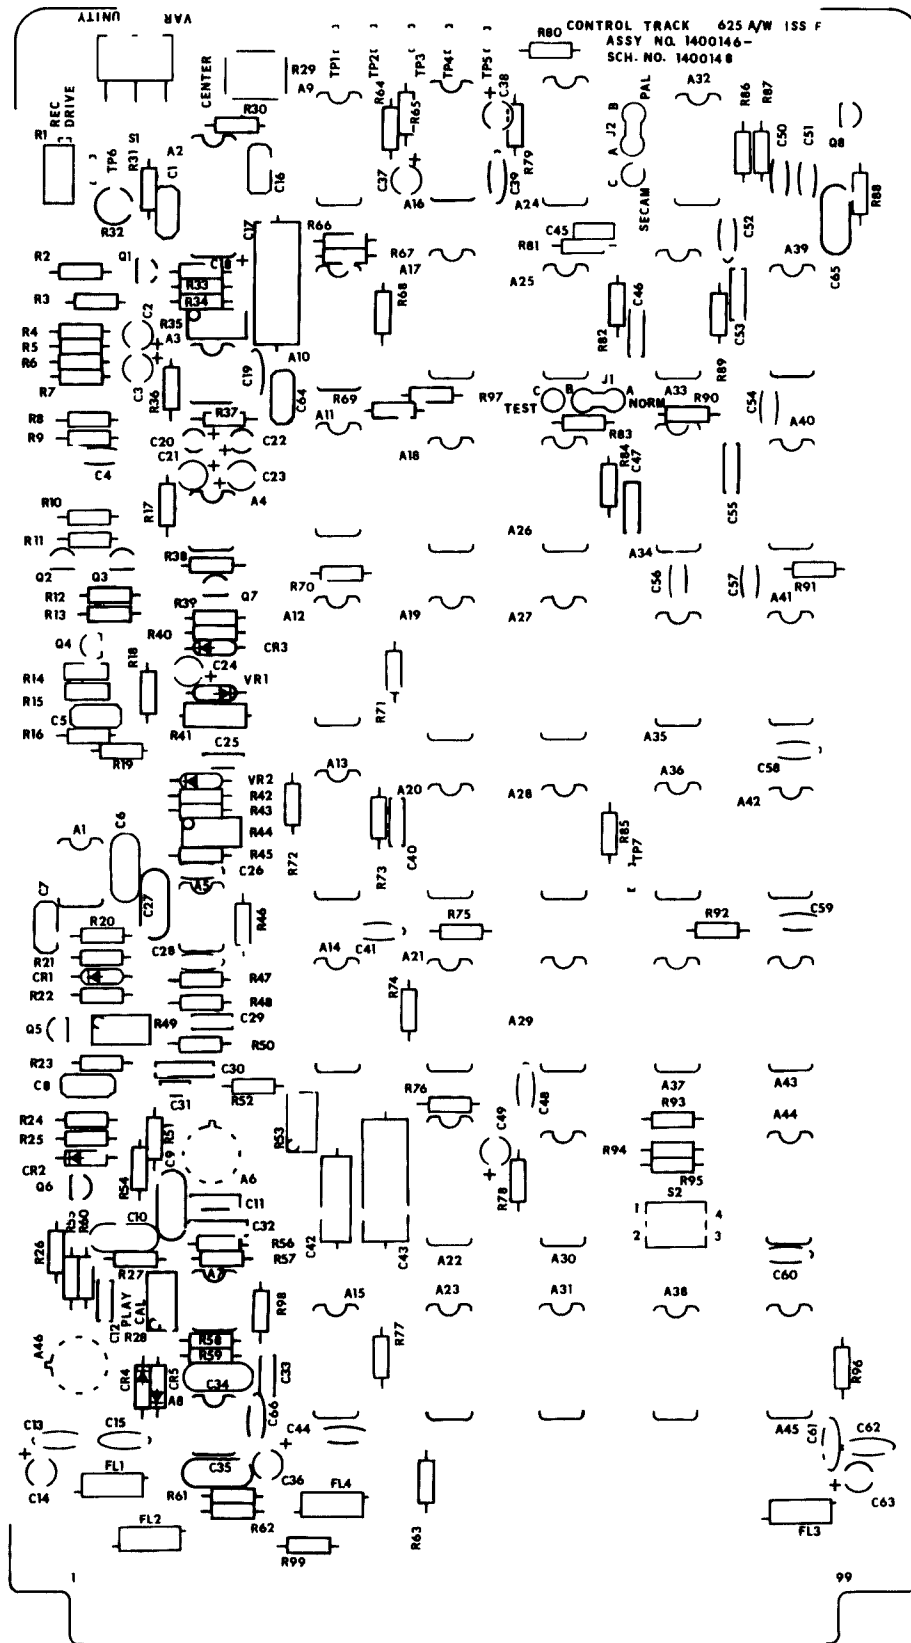 UNITY
VAR
CONTROL TRACK 625 A/W ISS F
ASSY NO. 1400146-
SCH. NO. 1400148
R80
TP1
TP2
TP3
TP4
TP5
CENTER
R29
A9
R64
R65
C38
A32
PAL
B
J2
A
C
SECAM
R86
R87
C50
C51
Q8
REC
DRIVE
R1
R30
S1
A2
R31
TP6
C1
C16
C37
C39
R79
R88
R32
A16
A24
C17
R66
C45
R81
C52
A39
C65
R2
Q1
C18
R67
A17
A25
R33
R34
R68
C46
R3
C2
R35
A3
R82
C53
R89
R4
R5
R6
R7
C3
A10
C19
C64
R36
R69
R97
C
B
J1
A
TEST
NORM
A33
R90
C54
R8
R37
A11
R83
A40
R9
C20
C22
A18
R84
C47
C4
C21
C23
R17
A4
C55
R10
R11
A26
A34
Q2
Q3
R38
R70
C56
C57
R91
R12
R13
Q7
R39
A12
A19
A27
A41
R40
Q4
R18
CR3
C24
R14
R15
VR1
R71
C5
R16
R41
A35
R19
C25
C58
VR2
A13
A20
A28
A36
A42
R42
R43
A1
C6
R44
R72
R73
C40
R85
TP7
R45
C7
C27
A5
C26
R20
R46
R75
R92
C59
R21
C28
A14
C41
A21
CR1
R47
R22
R48
R74
Q5
R49
C29
A29
R50
R23
C30
C8
C31
R52
R76
C48
A37
A43
R24
R51
R53
C49
R93
A44
R25
CR2
C9
A6
R94
R95
Q6
R54
R78
S2
1
4
2
3
R55
R60
C10
C11
C32
C42
C43
R26
R56
R57
A22
A30
C60
R27
A7
PLAY
CAL
C12
R28
R98
A15
A23
A31
A38
A46
R58
R59
R77
R96
CR4
CR5
C34
C33
A8
C66
C13
C15
C44
A45
C61
C62
C14
FL1
C35
C36
FL4
C63
R61
R62
R63
FL2
R99
FL3
1
99